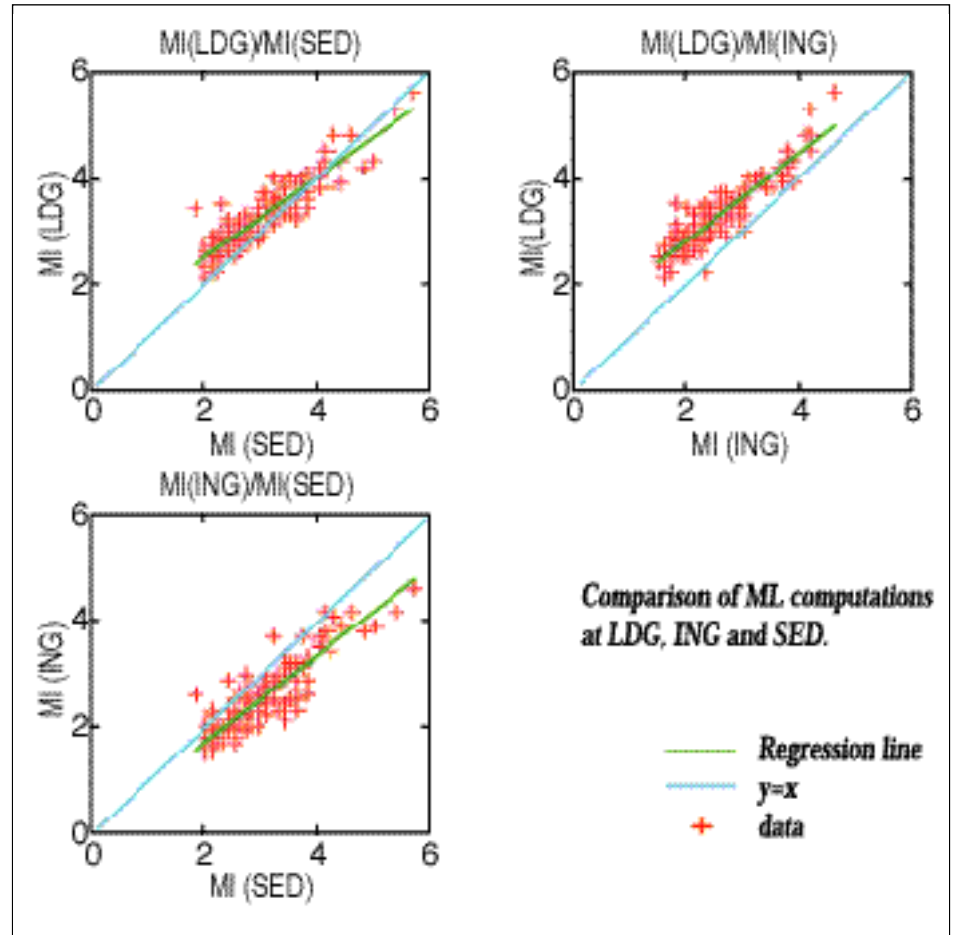 MI(LDG)/MI(SED)
6
4
2
0
MI (LDG)
0 2 4 6
MI (SED)
MI(LDG)/MI(ING)
6
4
2
0
MI(LDG)
0 2 4 6
MI (ING)
MI(ING)/MI(SED)
6
4
2
0
MI (ING)
0 2 4 6
MI (SED)
Comparison of ML computations
at LDG, ING and SED.
Regression line
y=x
data